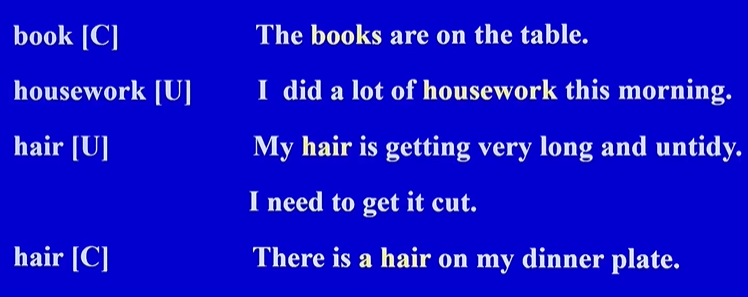 book [C] The books are on the table.
housework [U] I did a lot of housework this morning.
hair [U] My hair is getting very long and untidy.
I need to get it cut.
hair [C] There is a hair on my dinner plate.